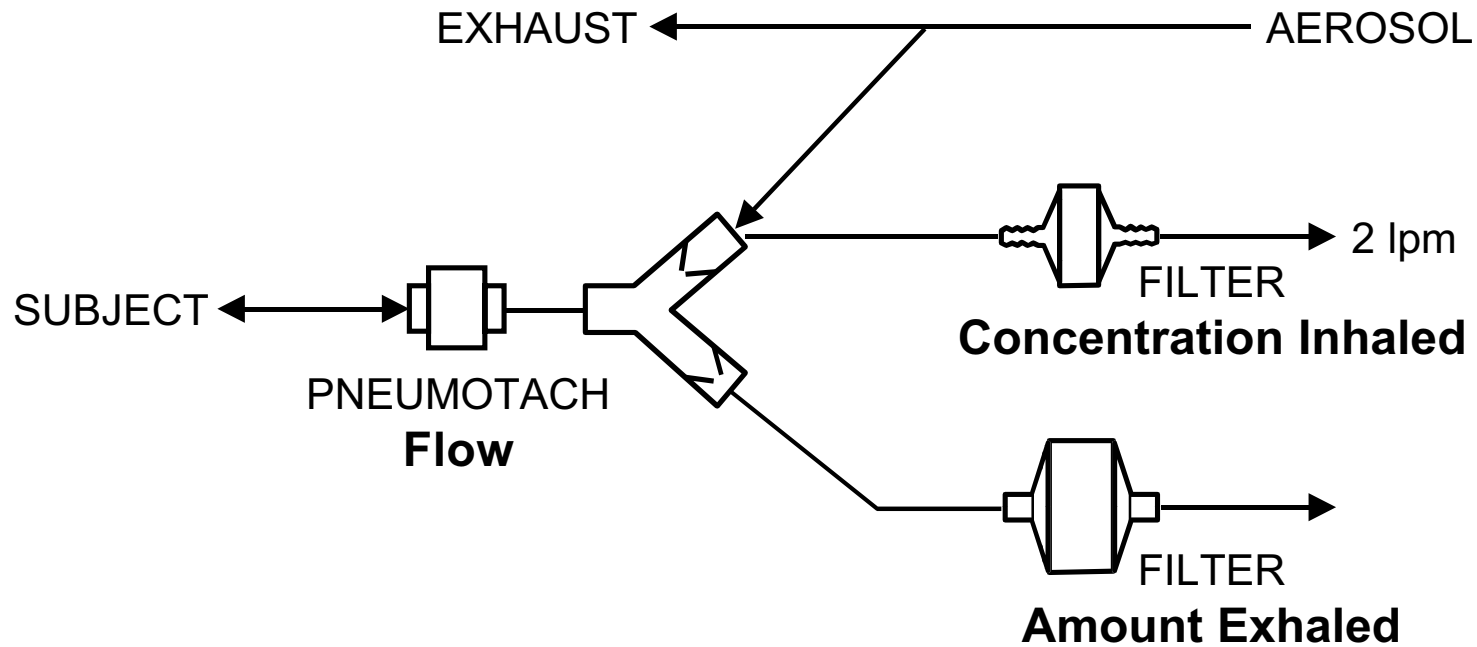 EXHAUST
AEROSOL
2 lpm
FILTER
Concentration Inhaled
SUBJECT
PNEUMOTACH
Flow
FILTER
Amount Exhaled